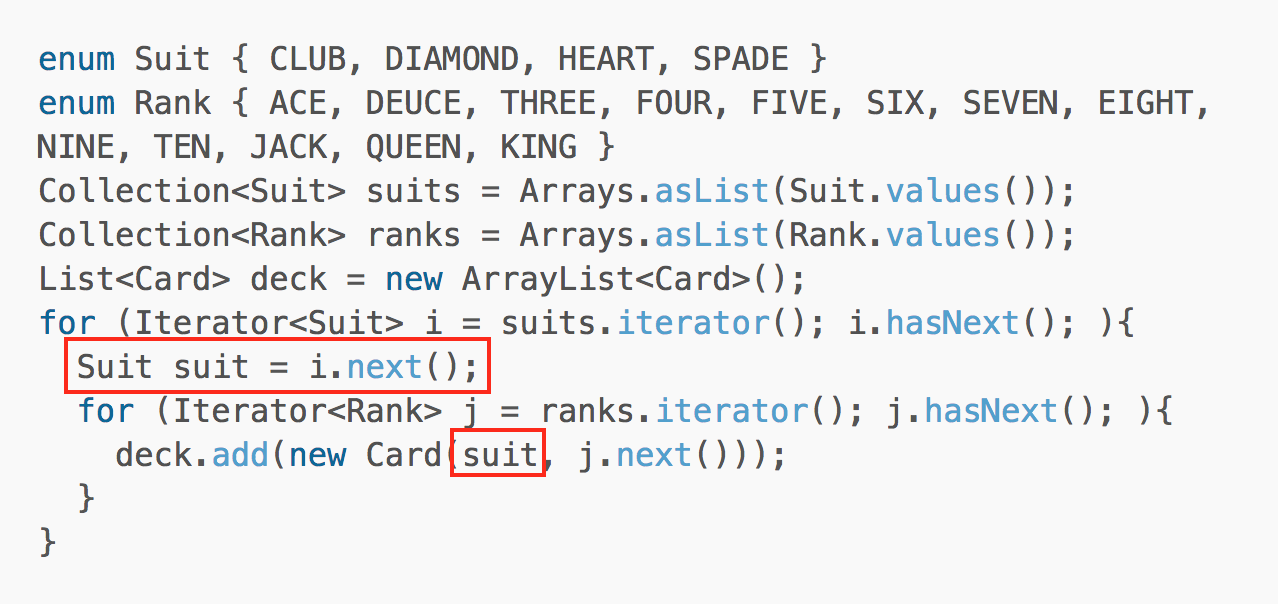 enum Suit { CLUB, DIAMOND, HEART, SPADE }
enum Rank { ACE, DEUCE, THREE, FOUR, FIVE, SIX, SEVEN, EIGHT,
NINE, TEN, JACK, QUEEN, KING }
Collection<Suit> suits = Arrays.asList(Suit.values());
Collection<Rank> ranks = Arrays.asList(Rank.values());
List<Card> deck = new ArrayList<Card>();
for (Iterator<Suit> i = suits.iterator(); i.hasNext(); ){
  Suit suit = i.next();
  for (Iterator<Rank> j = ranks.iterator(); j.hasNext(); ){
    deck.add(new Card(suit, j.next()));
  }
}